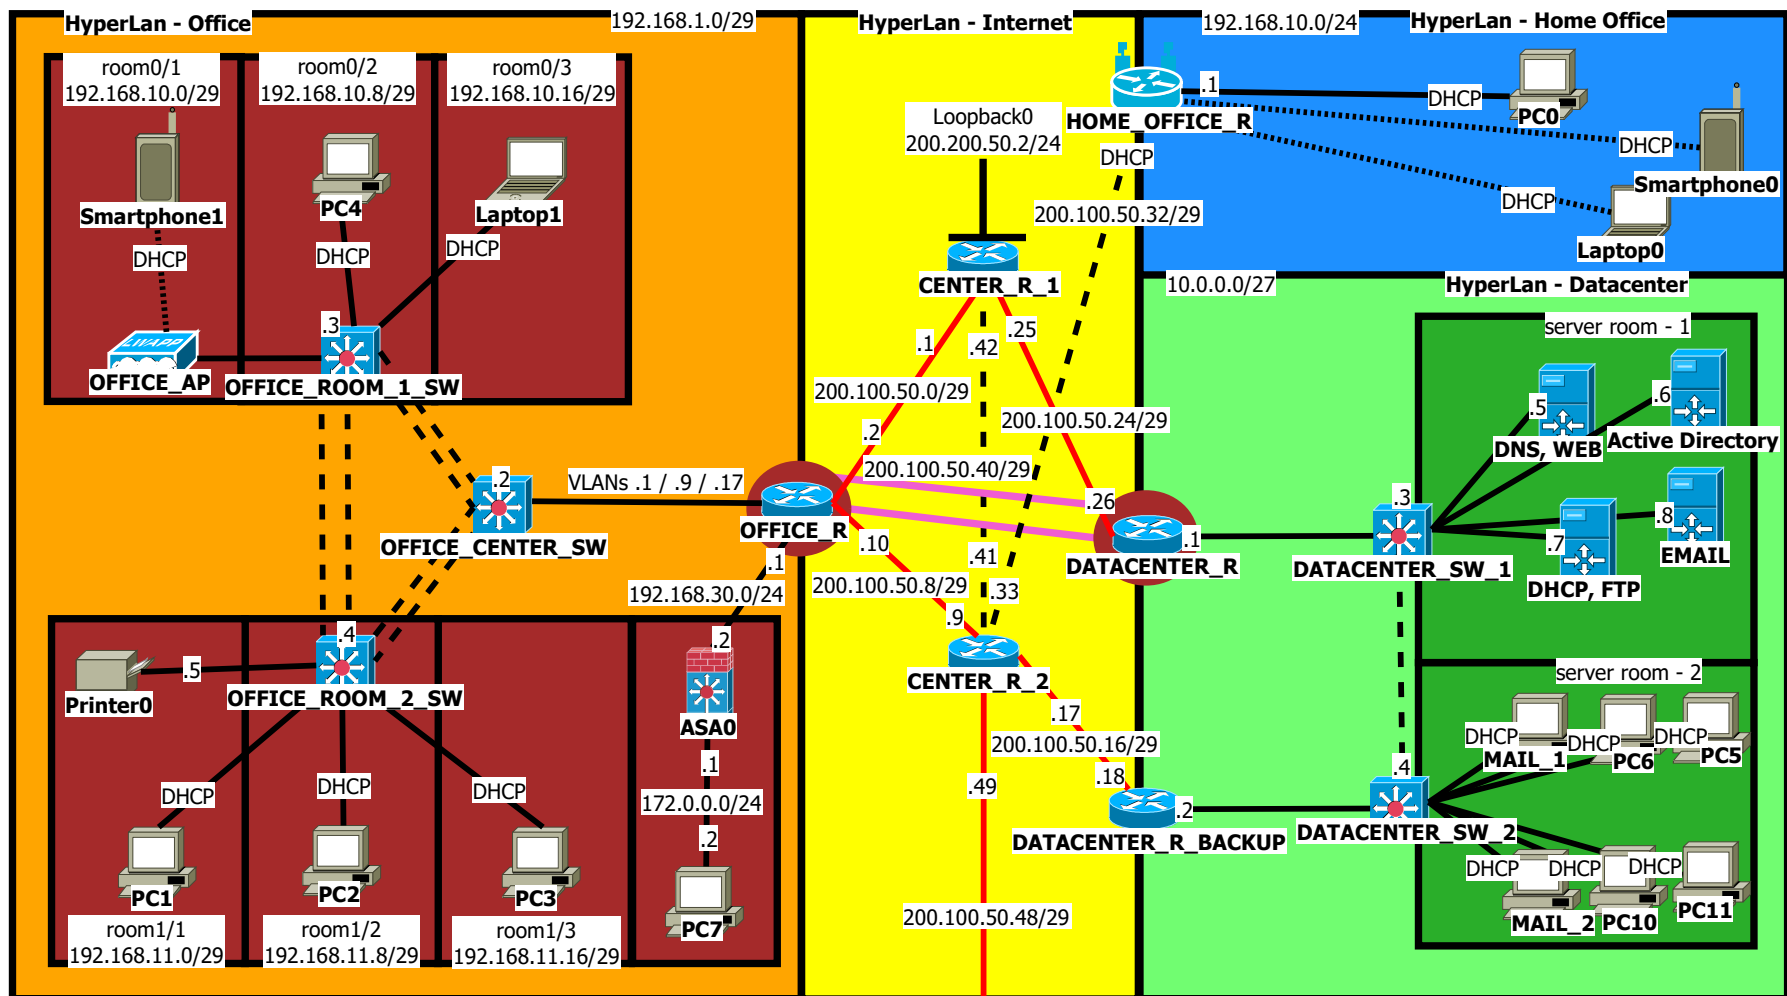 HyperLan - Office
192.168.1.0/29
HyperLan - Internet
192.168.10.0/24
HyperLan - Home Office
room0/1
192.168.10.0/29
room0/2
192.168.10.8/29
room0/3
192.168.10.16/29
Smartphone1
PC4
Laptop1
DHCP
DHCP
DHCP
LWAPP
OFFICE_AP
.3
OFFICE_ROOM_1_SW
.2
OFFICE_CENTER_SW
VLANs .1 / .9 / .17
OFFICE_R
.1
192.168.30.0/24
.2
ASA0
.1
172.0.0.0/24
.2
PC7
.4
OFFICE_ROOM_2_SW
.5
Printer0
DHCP
DHCP
DHCP
PC1
PC2
PC3
room1/1
192.168.11.0/29
room1/2
192.168.11.8/29
room1/3
192.168.11.16/29
Loopback0
200.200.50.2/24
CENTER_R_1
.1
.42
.25
200.100.50.0/29
.2
200.100.50.24/29
200.100.50.40/29
.26
.10
.41
200.100.50.8/29
.33
.9
CENTER_R_2
.17
200.100.50.16/29
.18
.49
200.100.50.48/29
DHCP
200.100.50.32/29
HOME_OFFICE_R
.1
DHCP
PC0
DHCP
Smartphone0
DHCP
Laptop0
10.0.0.0/27
HyperLan - Datacenter
DATACENTER_R
.1
.3
DATACENTER_SW_1
server room - 1
.5
DNS, WEB
.6
Active Directory
.7
DHCP, FTP
.8
EMAIL
DATACENTER_R_BACKUP
.2
.4
DATACENTER_SW_2
server room - 2
DHCP
MAIL_1
DHCP
PC6
DHCP
PC5
DHCP
MAIL_2
DHCP
PC10
DHCP
PC11